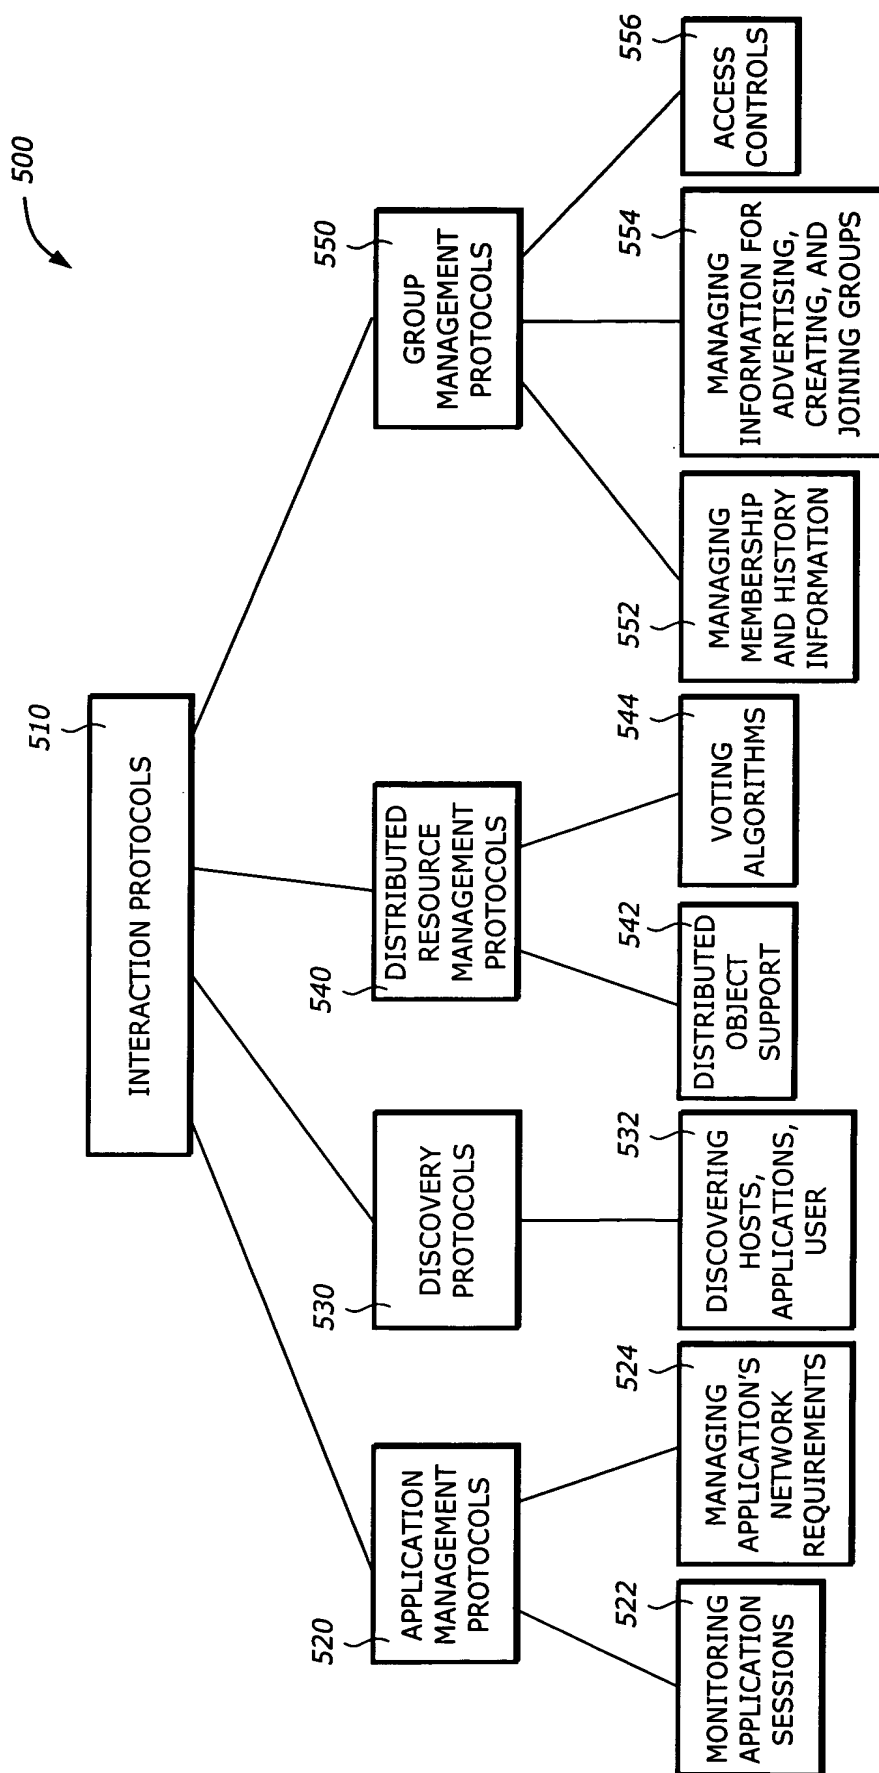 500
510
INTERACTION PROTOCOLS
520
APPLICATION
MANAGEMENT
PROTOCOLS
530
DISCOVERY
PROTOCOLS
540
DISTRIBUTED
RESOURCE
MANAGEMENT
PROTOCOLS
550
GROUP
MANAGEMENT
PROTOCOLS
522
MONITORING
APPLICATION
SESSIONS
524
MANAGING
APPLICATION'S
NETWORK
REQUIREMENTS
532
DISCOVERING
HOSTS,
APPLICATIONS,
USER
542
DISTRIBUTED
OBJECT
SUPPORT
544
VOTING
ALGORITHMS
552
MANAGING
MEMBERSHIP
AND HISTORY
INFORMATION
554
MANAGING
INFORMATION FOR
ADVERTISING,
CREATING, AND
JOINING GROUPS
556
ACCESS
CONTROLS